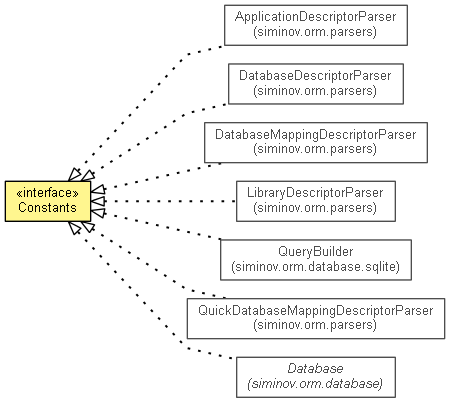 ApplicationDescriptorParser
(siminov.orm.parsers)
DatabaseDescriptorParser
(siminov.orm.parsers)
DatabaseMappingDescriptorParser
(siminov.orm.parsers)
«interface»
Constants
LibraryDescriptorParser
(siminov.orm.parsers)
QueryBuilder
(siminov.orm.database.sqlite)
QuickDatabaseMappingDescriptorParser
(siminov.orm.parsers)
Database
(siminov.orm.database)